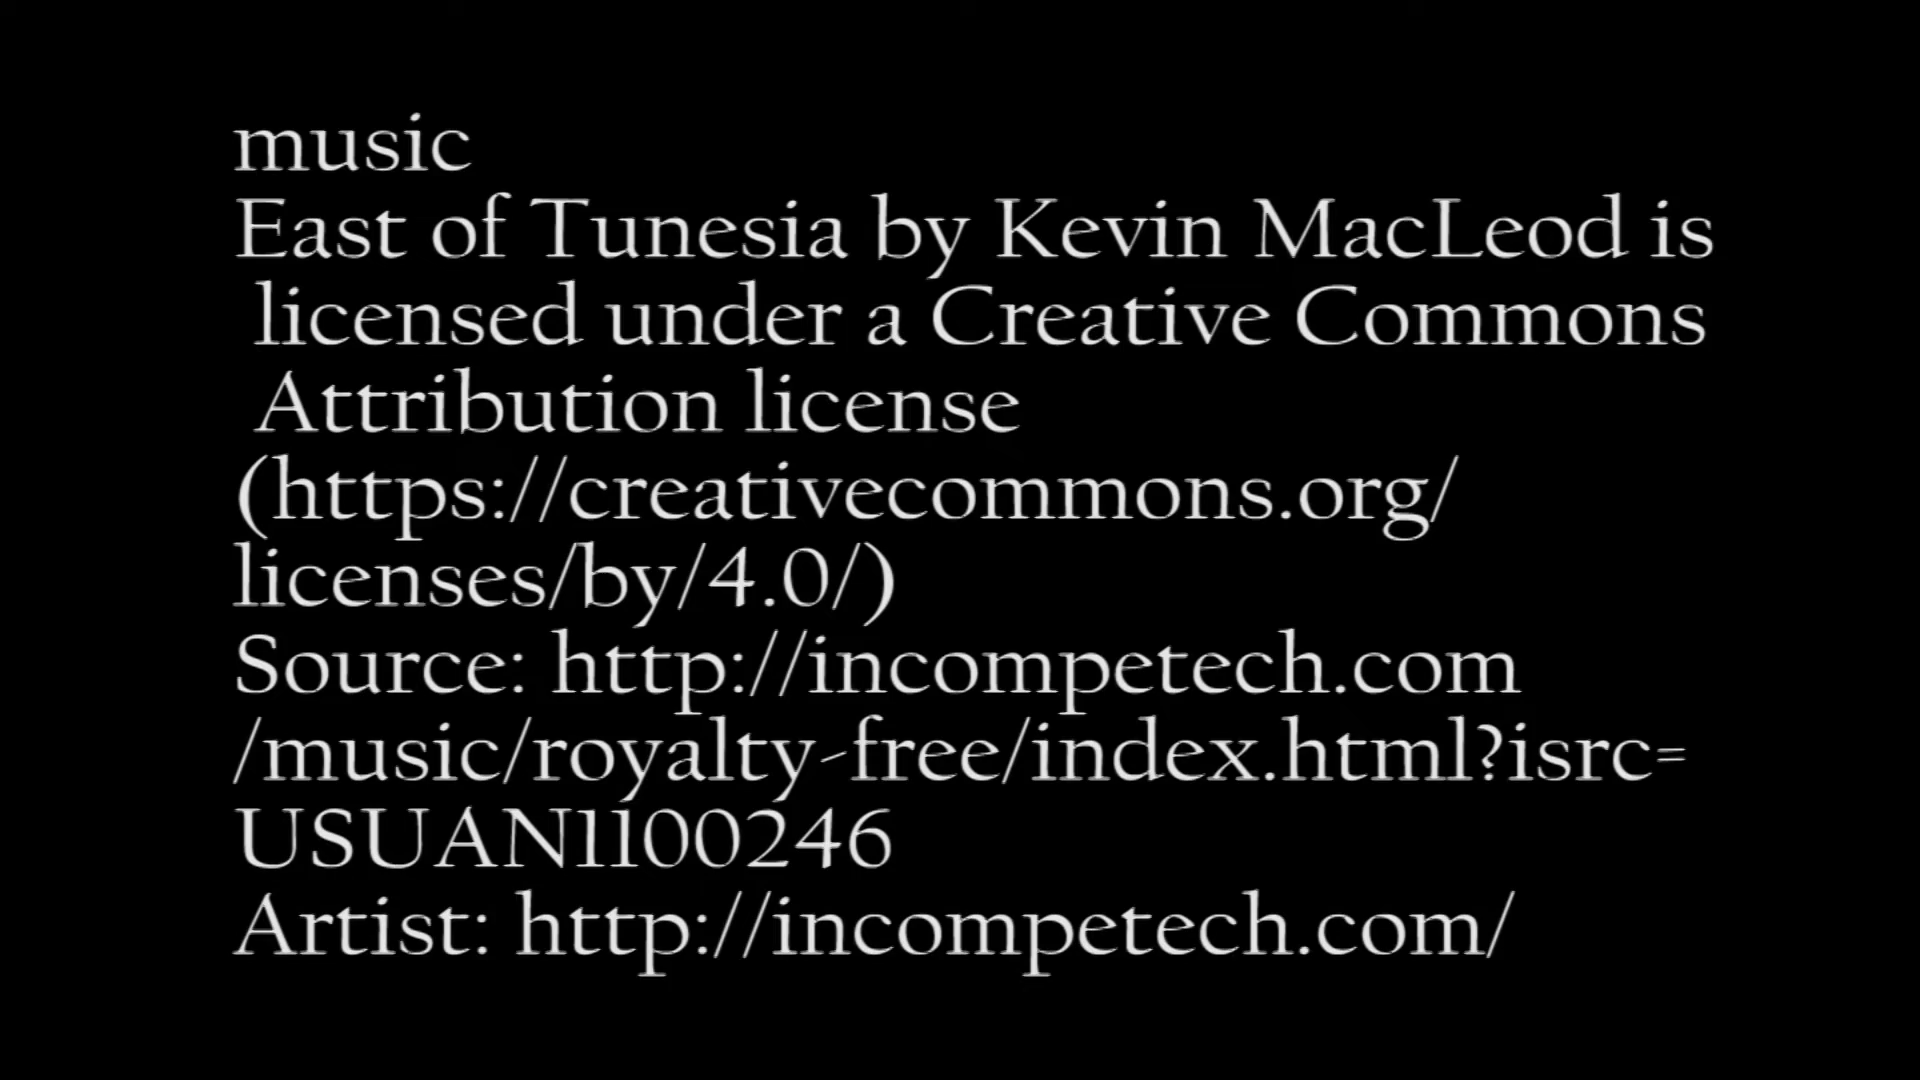 music
East of Tunesia by Kevin MacLeod is
licensed under a Creative Commons
Attribution license
(https://creativecommons.org/
licenses/by/4.0/)
Source: http://incompetech.com
/music/royalty-free/index.html?isrc=
USUAN1100246
Artist: http://incompetech.com/